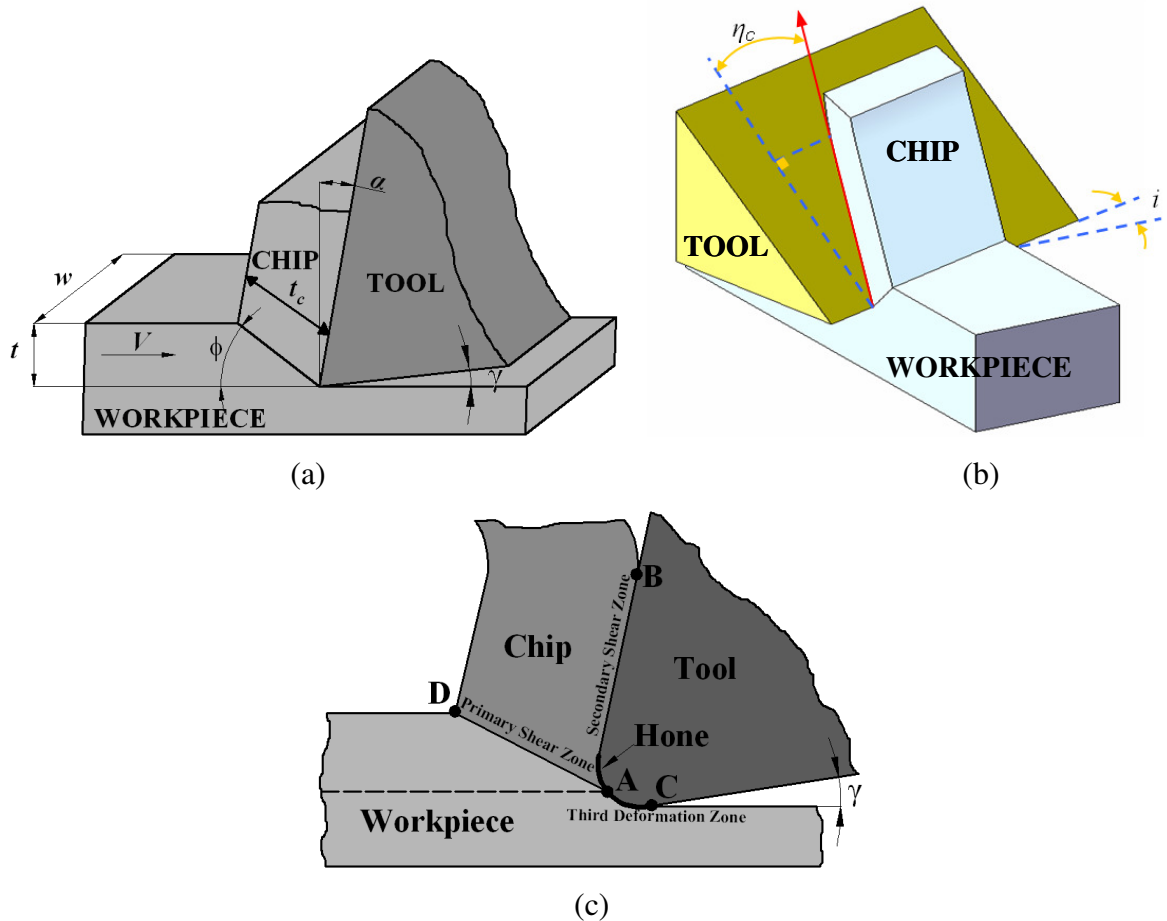 α
w
CHIP
t_c
TOOL
t
V
ϕ
γ
WORKPIECE
(a)
η_C
CHIP
i
TOOL
WORKPIECE
(b)
B
Chip
Secondary Shear Zone
Tool
D
Primary Shear Zone
Hone
A
C
γ
Workpiece
Third Deformation Zone
(c)